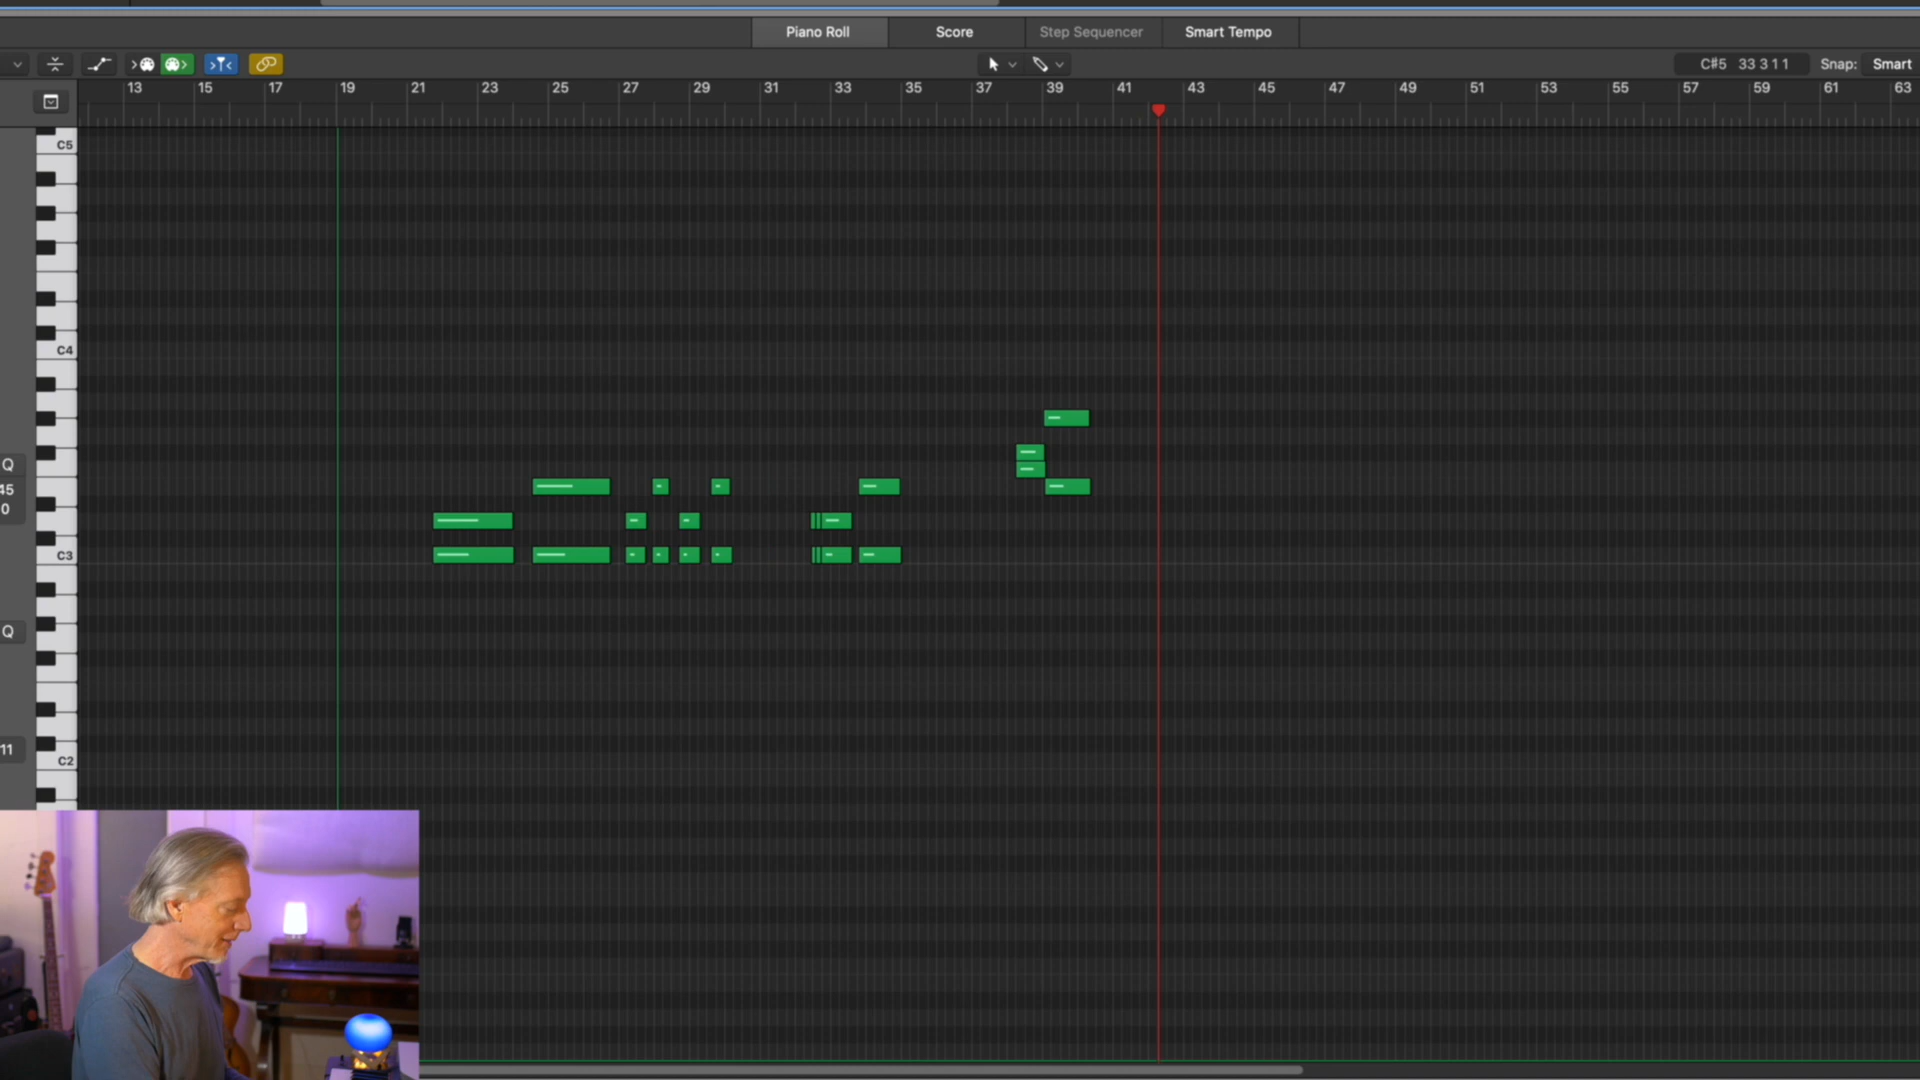 Piano Roll Score Step Sequencer Smart Tempo
C#5 33 3 1 1 Snap: Smart
13 15 17 19 21 23 25 27 29 31 33 35 37 39 41 43 45 47 49 51 53 55 57 59 61 63
C5
C4
Q
45
0
C3
Q
11
C2